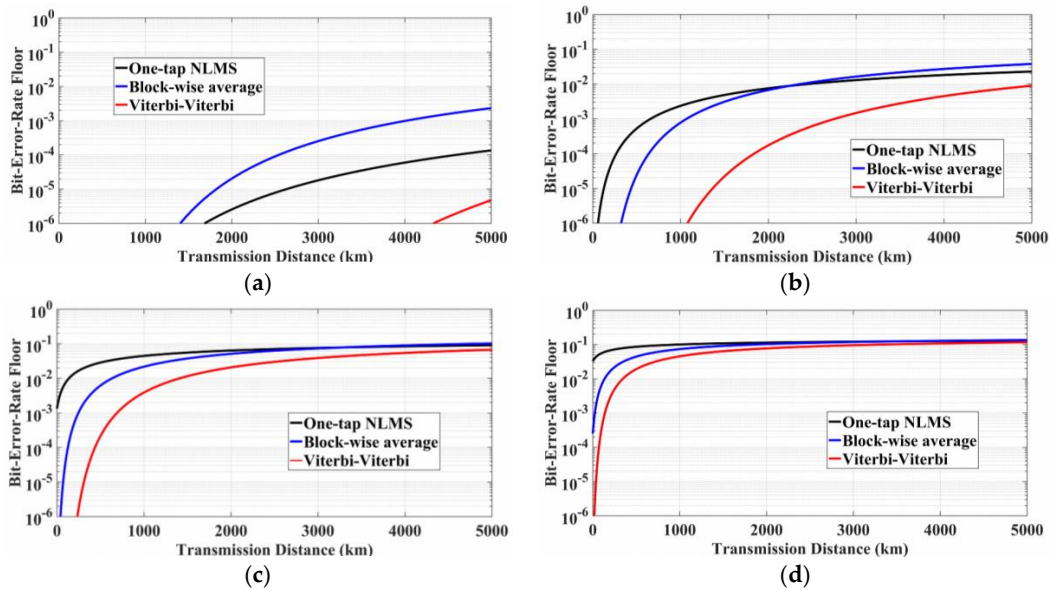 10^0
10^-1
10^-2
10^-3
10^-4
10^-5
10^-6
Bit-Error-Rate Floor
One-tap NLMS
Block-wise average
Viterbi-Viterbi
0 1000 2000 3000 4000 5000
Transmission Distance (km)
(a)
10^0
10^-1
10^-2
10^-3
10^-4
10^-5
10^-6
Bit-Error-Rate Floor
One-tap NLMS
Block-wise average
Viterbi-Viterbi
0 1000 2000 3000 4000 5000
Transmission Distance (km)
(b)
10^0
10^-1
10^-2
10^-3
10^-4
10^-5
10^-6
Bit-Error-Rate Floor
One-tap NLMS
Block-wise average
Viterbi-Viterbi
0 1000 2000 3000 4000 5000
Transmission Distance (km)
(c)
10^0
10^-1
10^-2
10^-3
10^-4
10^-5
10^-6
Bit-Error-Rate Floor
One-tap NLMS
Block-wise average
Viterbi-Viterbi
0 1000 2000 3000 4000 5000
Transmission Distance (km)
(d)